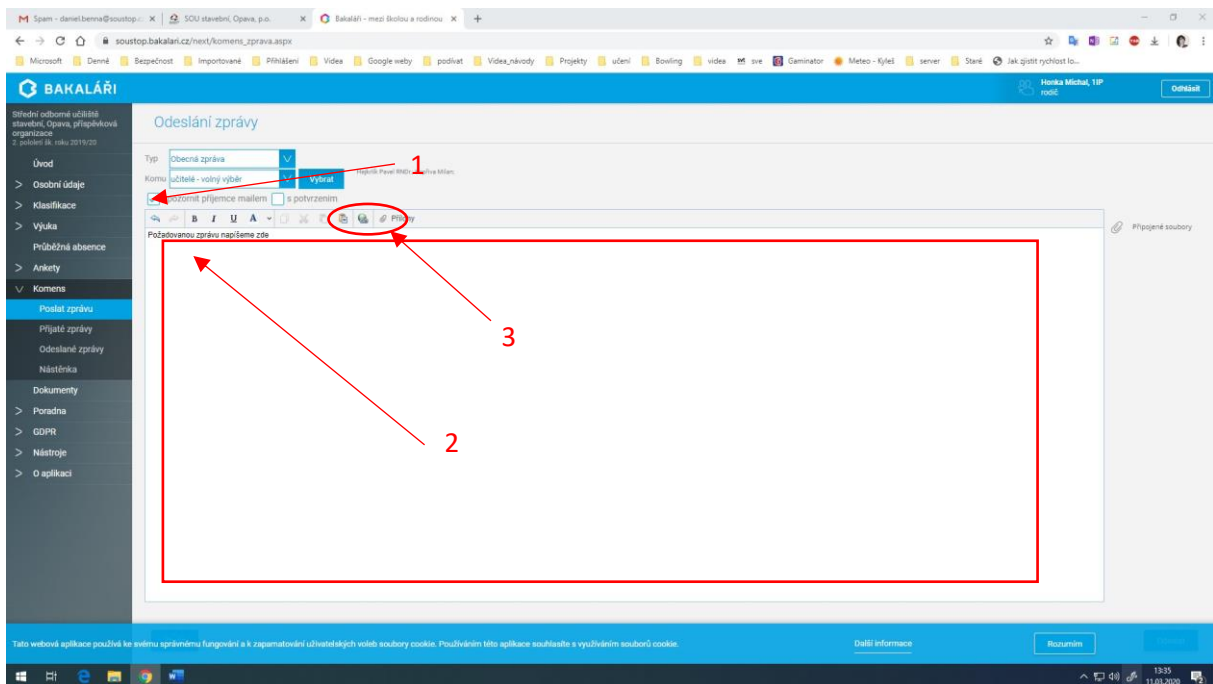 Spam - daniel.benna@soustop.c
SOU stavební, Opava, p.o.
Bakaláři - mezi školou a rodinou
soustop.bakalari.cz/next/komens_zprava.aspx
Microsoft Denně Bezpečnost Importované Přihlášení Videa Google weby podívat Videa_návody Projekty učení Bowling videa sve Gaminator Meteo - Kyleš server Staré Jak zjistit rychlost lo...
BAKALÁŘI
Honka Michal, 1IP
rodič
Odhlásit
Střední odborné učiliště
stavební, Opava, příspěvková
organizace
2. pololetí šk. roku 2019/20
Odeslání zprávy
Úvod
Osobní údaje
Klasifikace
Výuka
Průběžná absence
Ankety
Komens
Poslat zprávu
Přijaté zprávy
Odeslané zprávy
Nástěnka
Dokumenty
Poradna
GDPR
Nástroje
O aplikaci
Typ Obecná zpráva
Komu učitelé - volný výběr Vybrat
pozornit příjemce mailem s potvrzením
B I U A Přílohy
Požadovanou zprávu napíšeme zde
Připojené soubory
1
2
3
Tato webová aplikace používá ke svému správnému fungování a k zapamatování uživatelských voleb soubory cookie. Používáním této aplikace souhlasíte s využíváním souborů cookie.
Další informace
Rozumím
13:35
11.03.2020